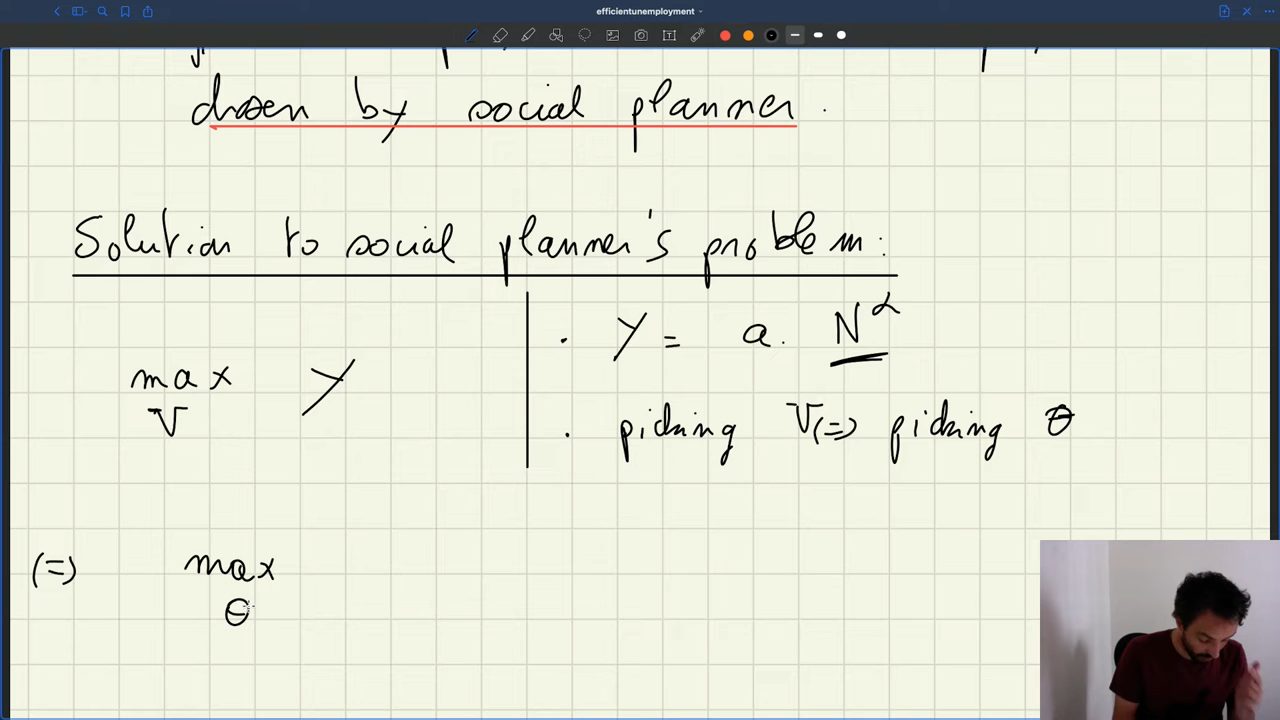 efficientunemployment
chosen by social planner.
Solution to social planner's problem:
max Y
V
· Y = a. N^α
· picking V (=) picking θ
(=) max
θ